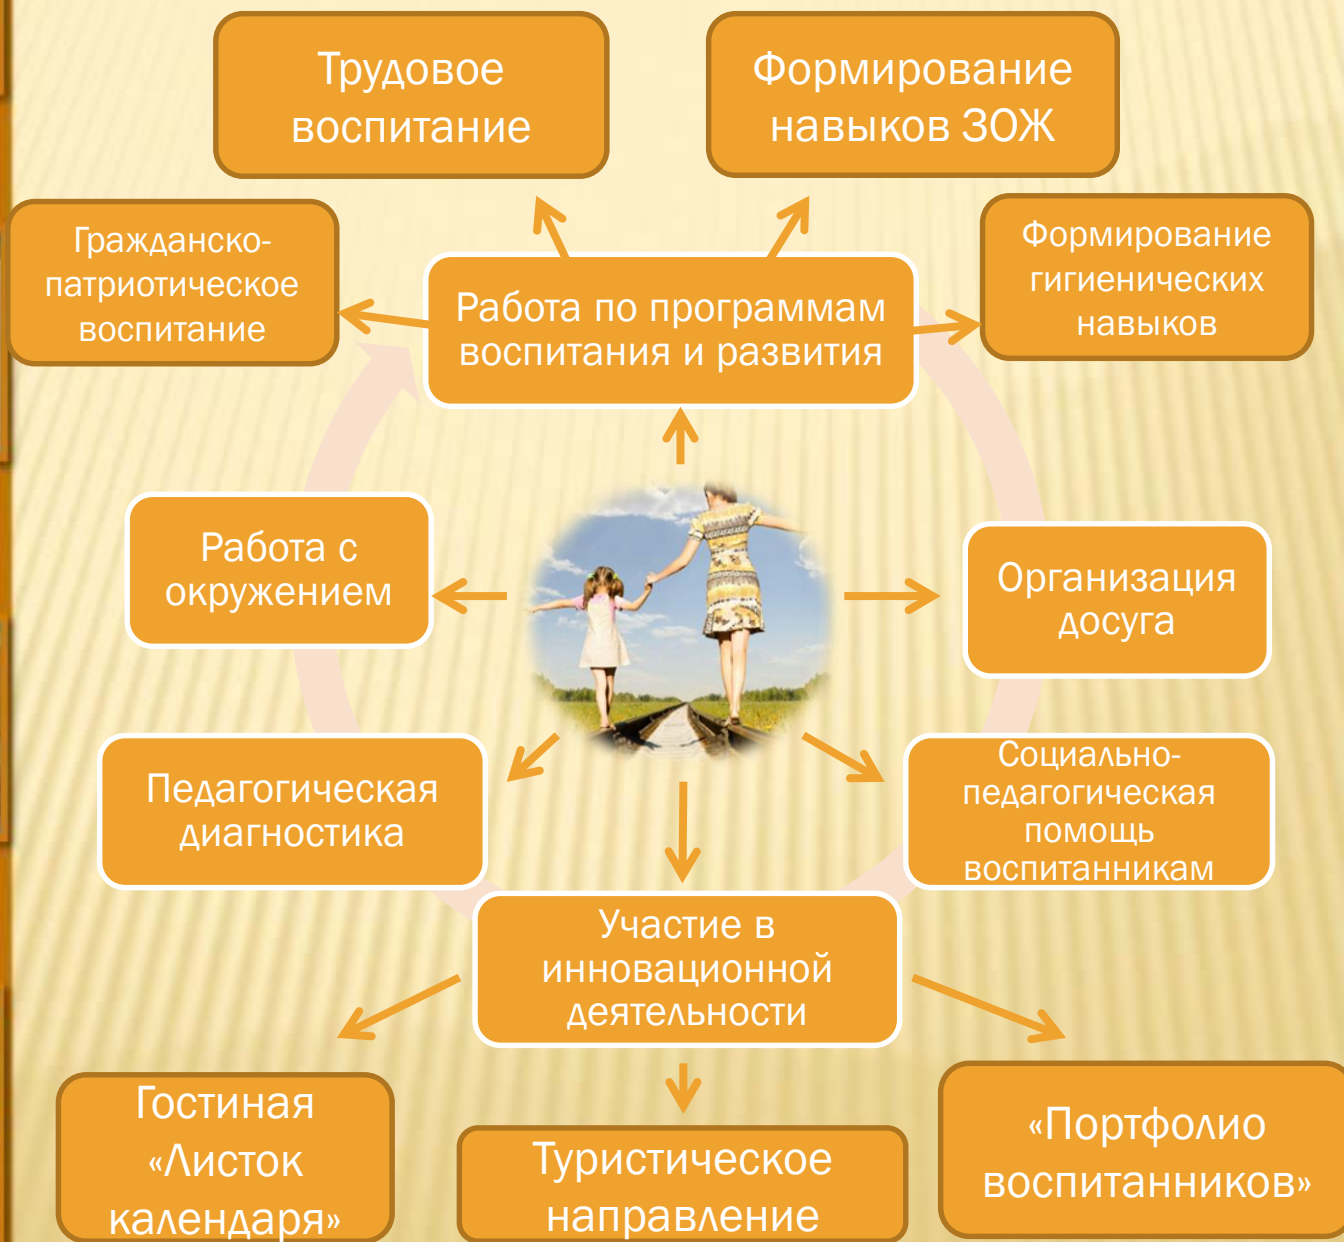 Трудовое
воспитание
Формирование
навыков ЗОЖ
Гражданско-
патриотическое
воспитание
Формирование
гигиенических
навыков
Работа по программам
воспитания и развития
Работа с
окружением
Организация
досуга
Педагогическая
диагностика
Социально-
педагогическая
помощь
воспитанникам
Участие в
инновационной
деятельности
Гостиная
«Листок
календаря»
Туристическое
направление
«Портфолио
воспитанников»